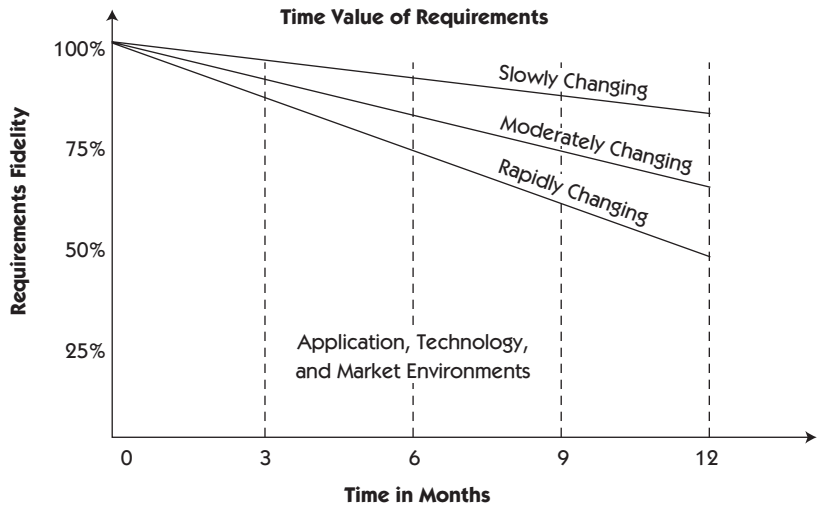 Time Value of Requirements
100%
75%
50%
25%
Requirements Fidelity
Slowly Changing
Moderately Changing
Rapidly Changing
Application, Technology,
and Market Environments
0 3 6 9 12
Time in Months